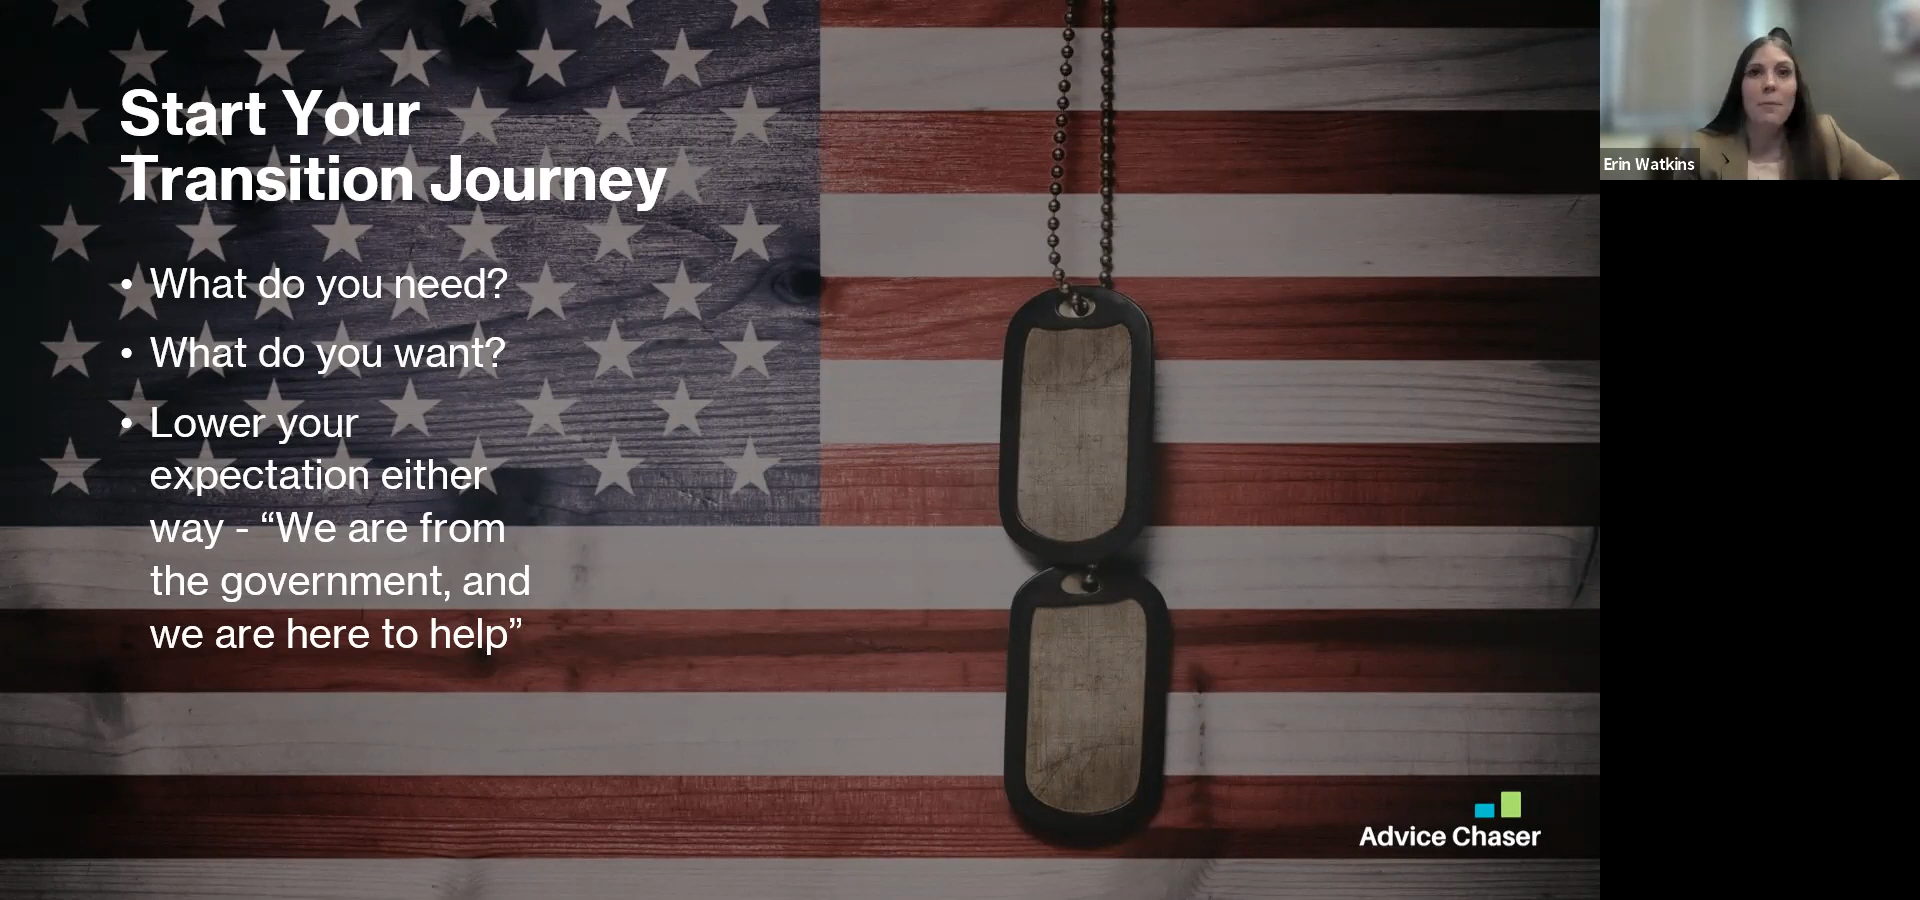 Start Your
Transition Journey
• What do you need?
• What do you want?
• Lower your
expectation either
way - “We are from
the government, and
we are here to help”
Advice Chaser
Erin Watkins